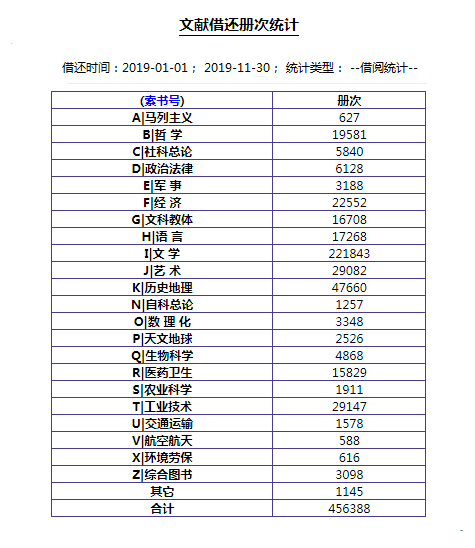 文献借还册次统计
借还时间：2019-01-01； 2019-11-30； 统计类型： --借阅统计--
(索书号) 册次
A|马列主义 627
B|哲 学 19581
C|社科总论 5840
D|政治法律 6128
E|军 事 3188
F|经 济 22552
G|文科教体 16708
H|语 言 17268
I|文 学 221843
J|艺 术 29082
K|历史地理 47660
N|自科总论 1257
O|数 理 化 3348
P|天文地球 2526
Q|生物科学 4868
R|医药卫生 15829
S|农业科学 1911
T|工业技术 29147
U|交通运输 1578
V|航空航天 588
X|环境劳保 616
Z|综合图书 3098
其它 1145
合计 456388